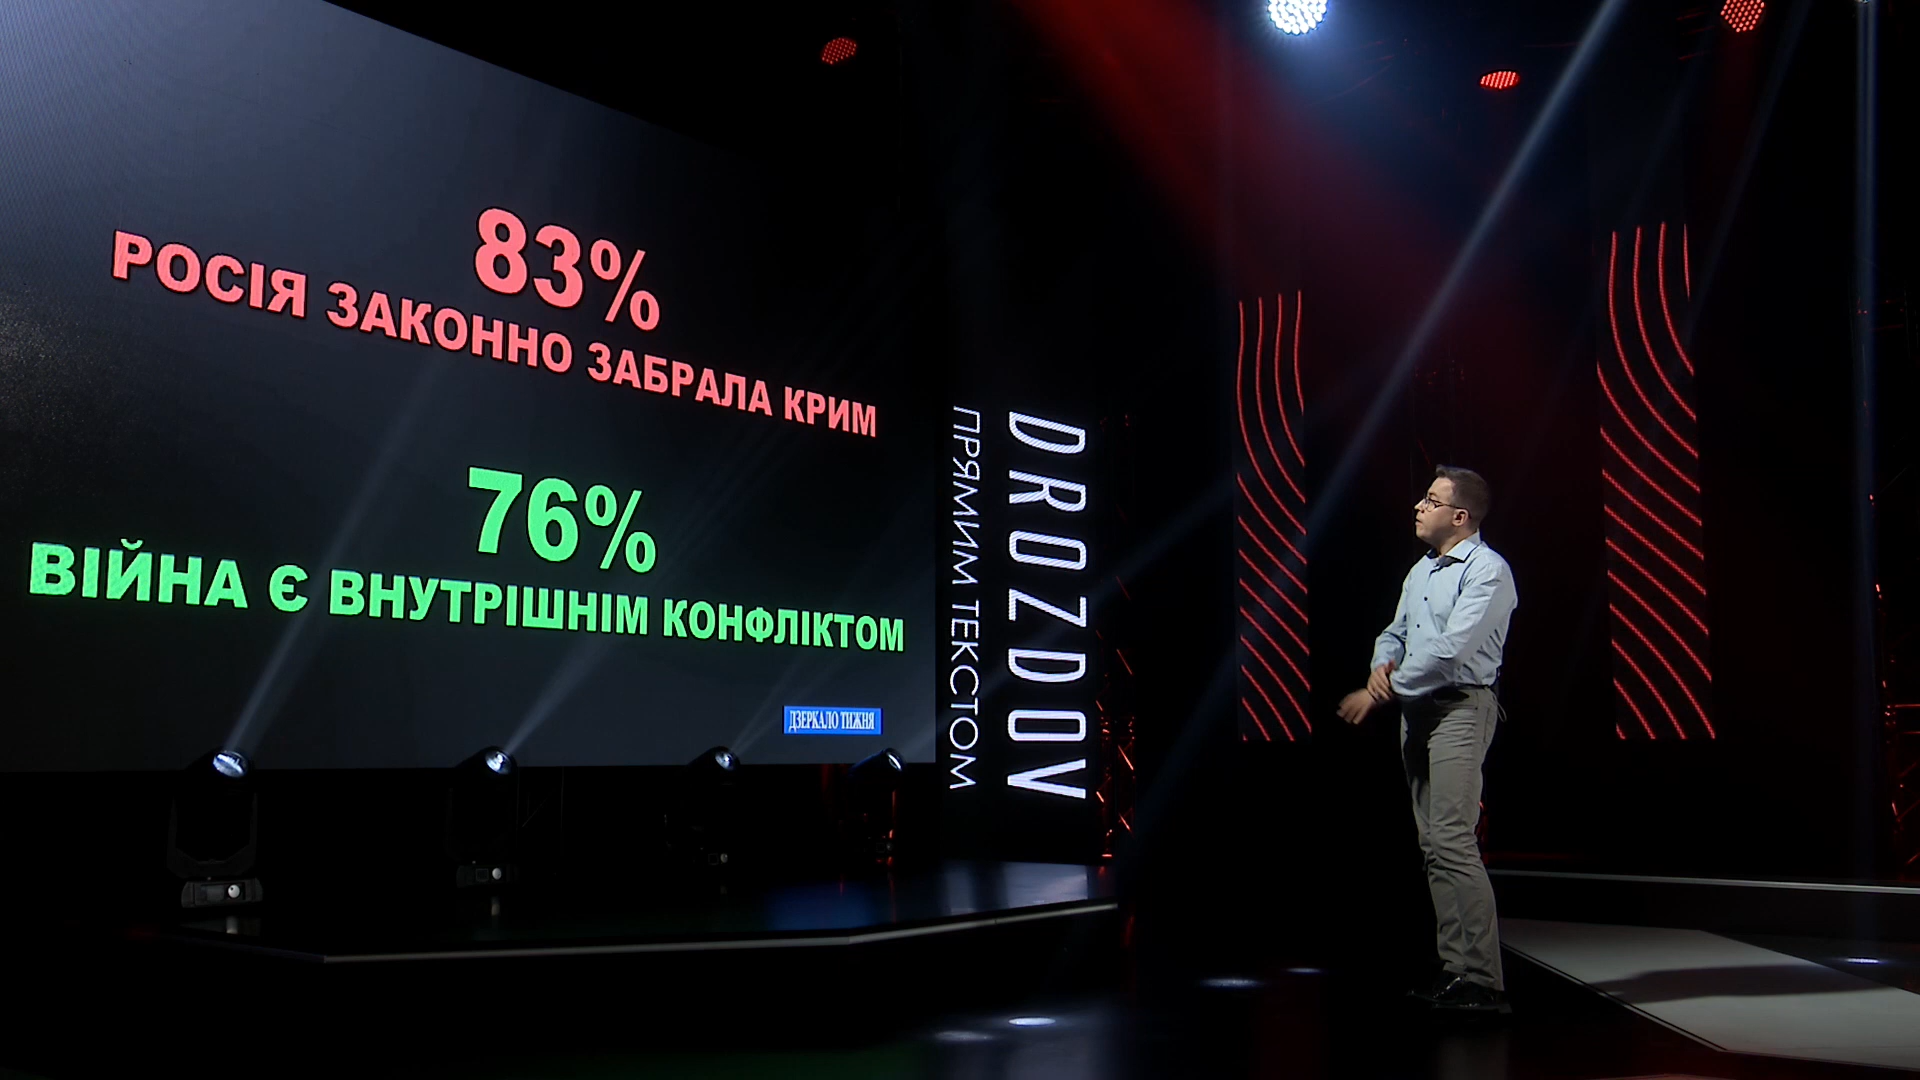 83%
РОСІЯ ЗАКОННО ЗАБРАЛА КРИМ
76%
ВІЙНА Є ВНУТРІШНІМ КОНФЛІКТОМ
ДЗЕРКАЛО ТИЖНЯ
DROZDOV
ПРЯМИМ ТЕКСТОМ